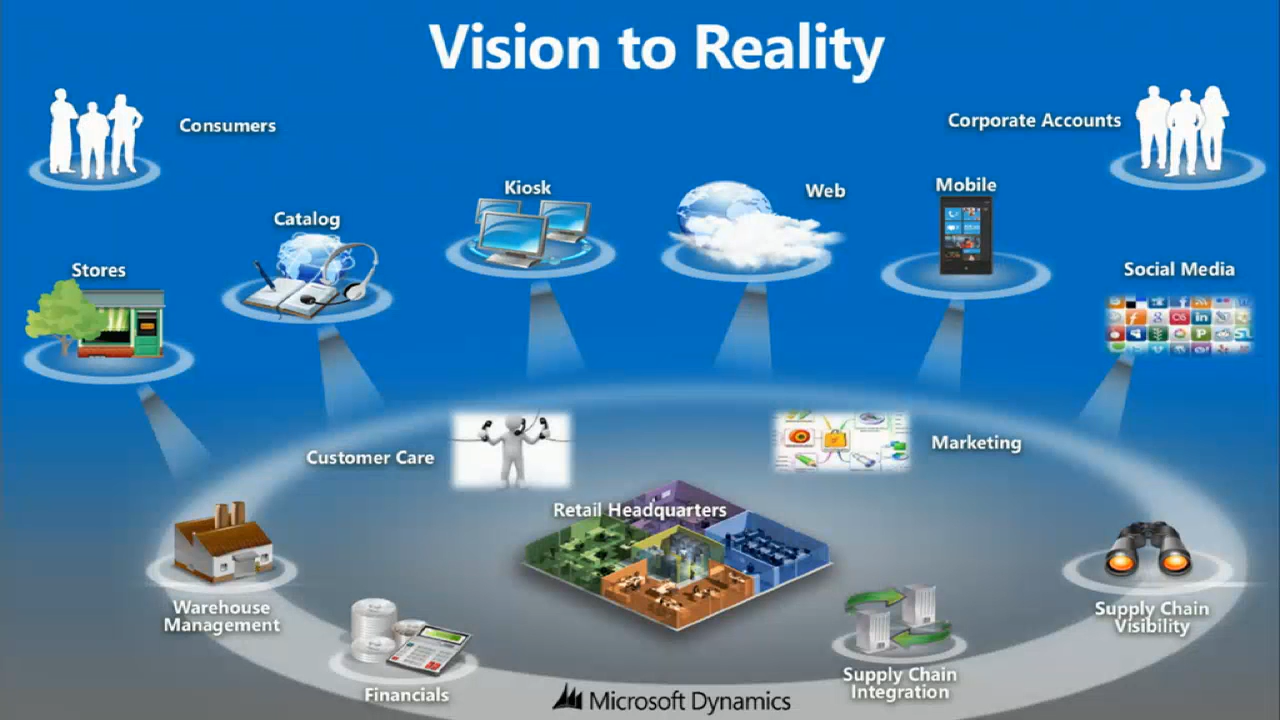 Vision to Reality
Consumers
Corporate Accounts
Kiosk
Web
Mobile
Catalog
Stores
Social Media
Customer Care
Marketing
Retail Headquarters
Warehouse
Management
Supply Chain
Visibility
Financials
Supply Chain
Integration
Microsoft Dynamics